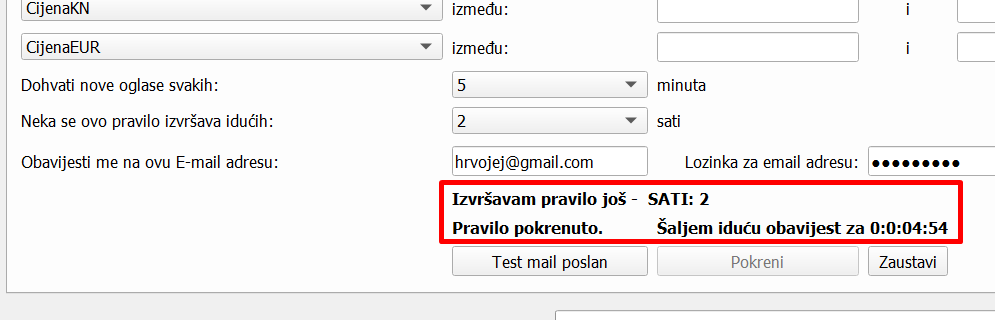 CijenaKN između: i
CijenaEUR između: i
Dohvati nove oglase svakih: 5 minuta
Neka se ovo pravilo izvršava idućih: 2 sati
Obavijesti me na ovu E-mail adresu: hrvojej@gmail.com Lozinka za email adresu: ●●●●●●●●●
Izvršavam pravilo još - SATI: 2
Pravilo pokrenuto. Šaljem iduću obavijest za 0:0:04:54
Test mail poslan Pokreni Zaustavi